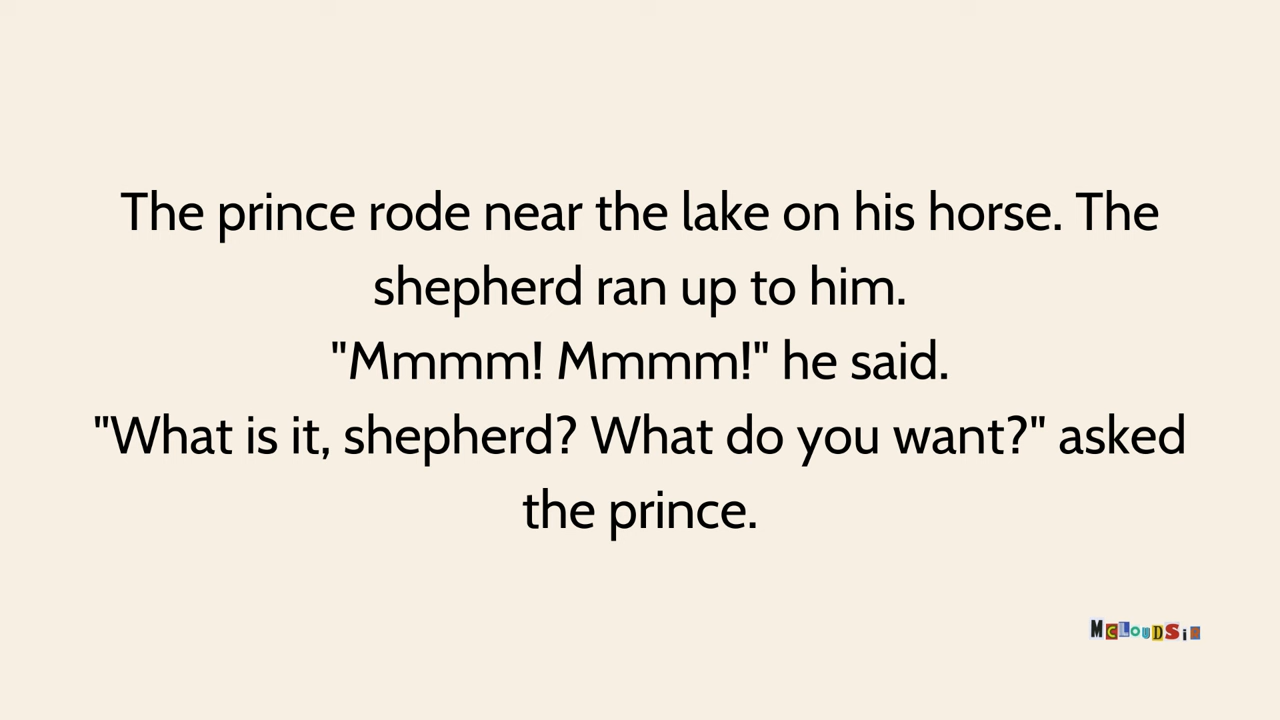 The prince rode near the lake on his horse. The
shepherd ran up to him.
"Mmmm! Mmmm!" he said.
"What is it, shepherd? What do you want?" asked
the prince.